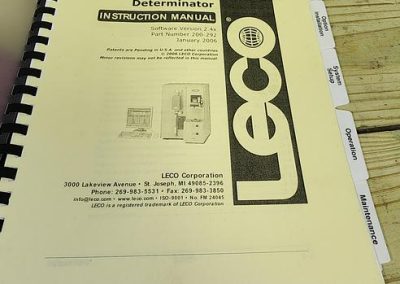 Determinator
INSTRUCTION MANUAL
Software Version 2.4x
Part Number 200-292
January 2006
Patents are Pending in U.S.A. and other countries
© 2006 LECO Corporation
Minor revisions may not be reflected in this manual.
LECO®
LECO Corporation
3000 Lakeview Avenue • St. Joseph, MI 49085-2396
Phone: 269-983-5531 • Fax: 269-983-3850
info@leco.com • www.leco.com • ISO-9001 • No. FM 24045
LECO is a registered trademark of LECO Corporation
Option
Installation
System
Setup
Operation
Maintenance